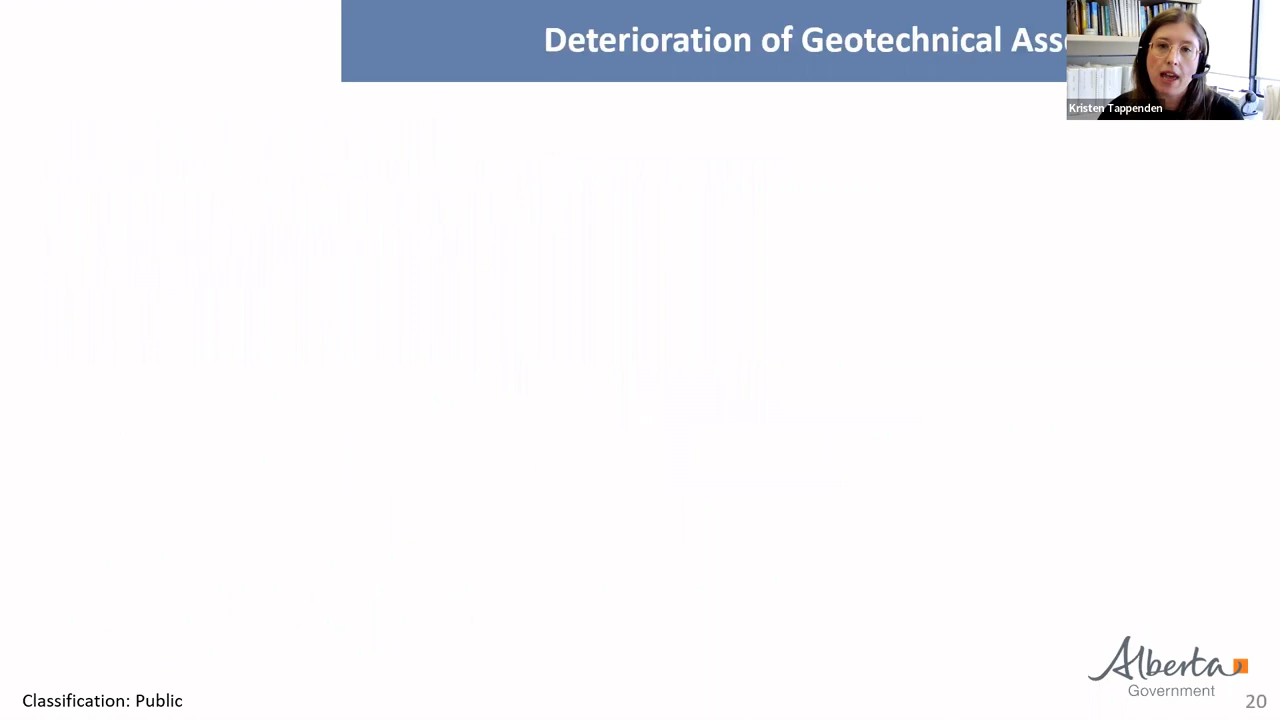 Deterioration of Geotechnical Ass
Kristen Tappenden
Alberta
Government
Classification: Public
20